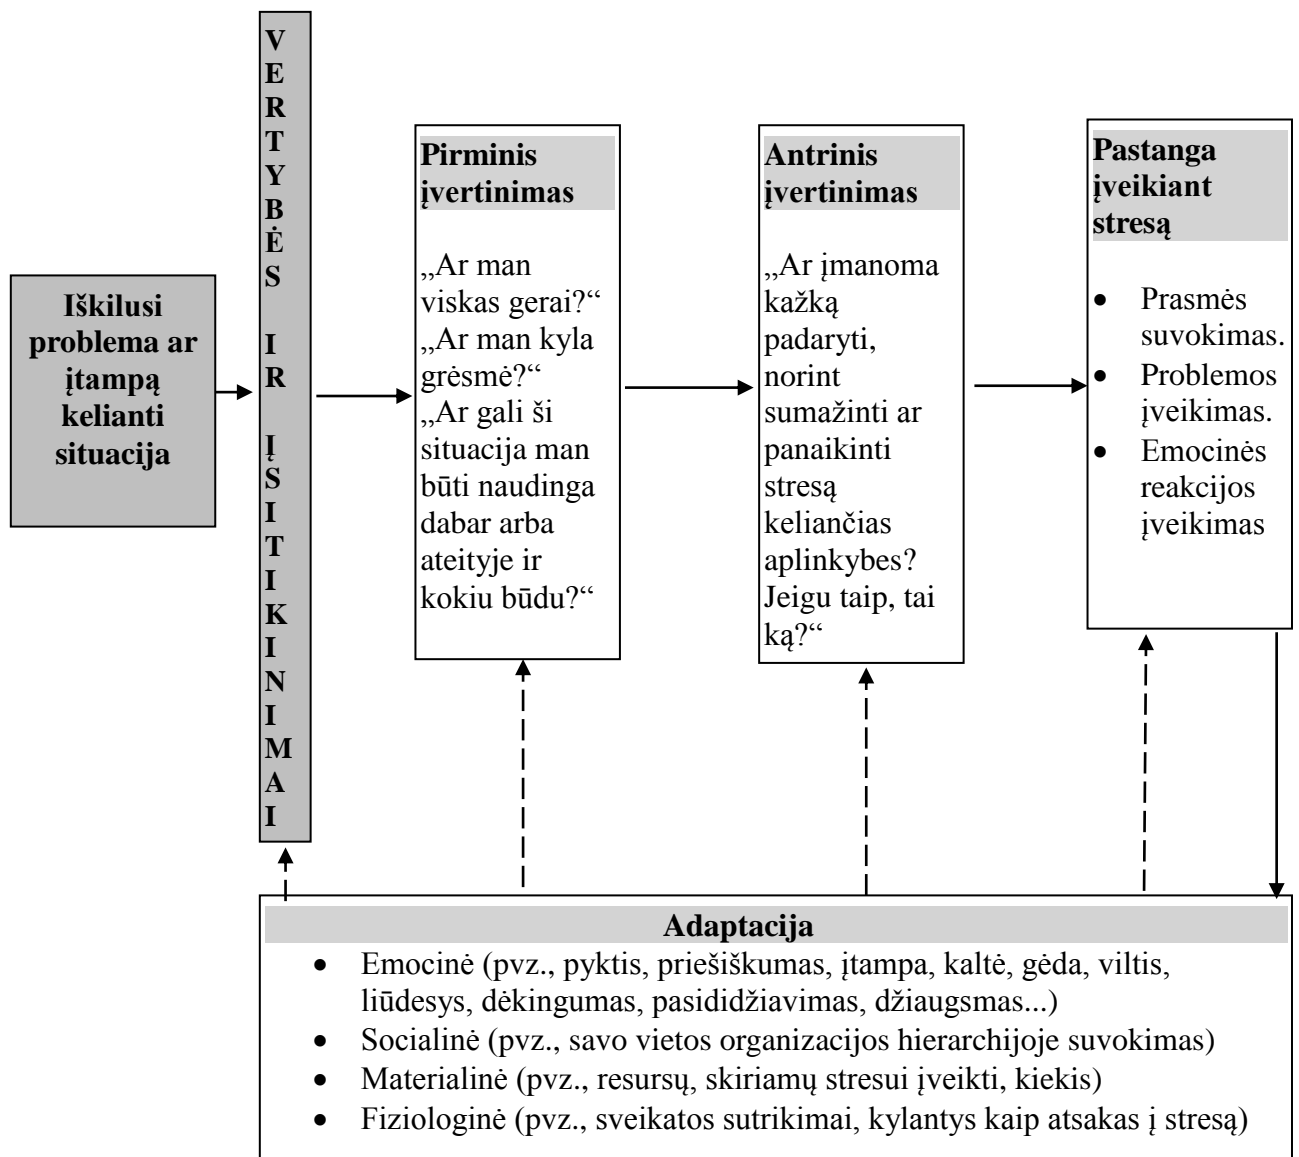 Iškilusi
problema ar
įtampą
kelianti
situacija
V
E
R
T
Y
B
Ė
S
I
R
Į
S
I
T
I
K
I
N
I
M
A
I
Pirminis
įvertinimas
„Ar man
viskas gerai?“
„Ar man kyla
grėsmė?“
„Ar gali ši
situacija man
būti naudinga
dabar arba
ateityje ir
kokiu būdu?“
Antrinis
įvertinimas
„Ar įmanoma
kažką
padaryti,
norint
sumažinti ar
panaikinti
stresą
keliančias
aplinkybes?
Jeigu taip, tai
ką?“
Pastanga
įveikiant
stresą
• Prasmės
suvokimas.
• Problemos
įveikimas.
• Emocinės
reakcijos
įveikimas
Adaptacija
• Emocinė (pvz., pyktis, priešiškumas, įtampa, kaltė, gėda, viltis,
liūdesys, dėkingumas, pasididžiavimas, džiaugsmas...)
• Socialinė (pvz., savo vietos organizacijos hierarchijoje suvokimas)
• Materialinė (pvz., resursų, skiriamų stresui įveikti, kiekis)
• Fiziologinė (pvz., sveikatos sutrikimai, kylantys kaip atsakas į stresą)